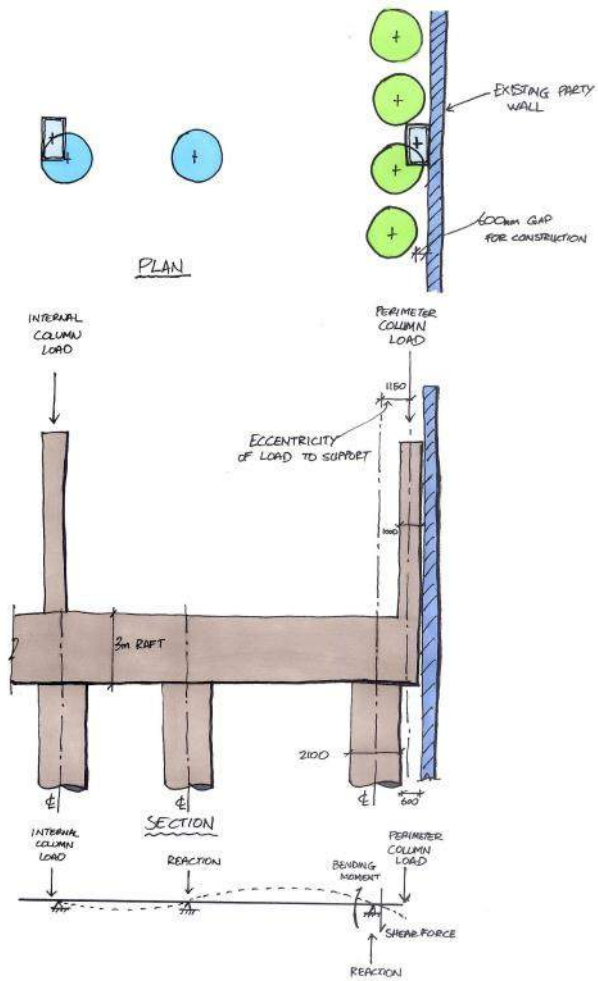 EXISTING PARTY
WALL
600mm GAP
FOR CONSTRUCTION
PLAN
INTERNAL
COLUMN
LOAD
PERIMETER
COLUMN
LOAD
1150
ECCENTRICITY
OF LOAD TO SUPPORT
1000
3m RAFT
2100
600
℄
℄
℄
SECTION
INTERNAL
COLUMN
LOAD
REACTION
BENDING
MOMENT
PERIMETER
COLUMN
LOAD
SHEAR FORCE
REACTION